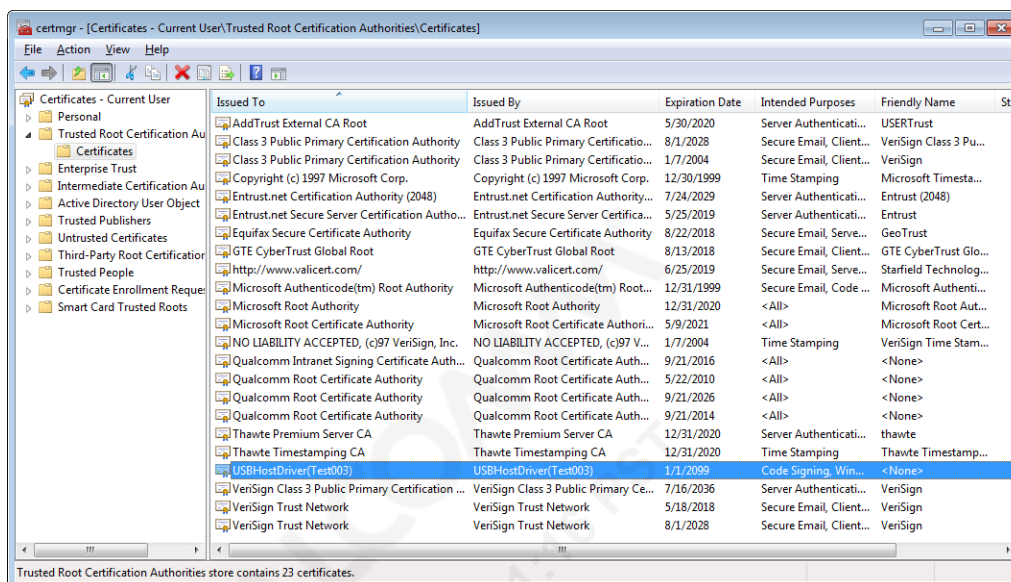 certmgr - [Certificates - Current User\Trusted Root Certification Authorities\Certificates]
File Action View Help
Certificates - Current User
Personal
Trusted Root Certification Au
Certificates
Enterprise Trust
Intermediate Certification Au
Active Directory User Object
Trusted Publishers
Untrusted Certificates
Third-Party Root Certification
Trusted People
Certificate Enrollment Reque
Smart Card Trusted Roots
Issued To Issued By Expiration Date Intended Purposes Friendly Name St
AddTrust External CA Root AddTrust External CA Root 5/30/2020 Server Authenticati... USERTrust
Class 3 Public Primary Certification Authority Class 3 Public Primary Certificatio... 8/1/2028 Secure Email, Client... VeriSign Class 3 Pu...
Class 3 Public Primary Certification Authority Class 3 Public Primary Certificatio... 1/7/2004 Secure Email, Client... VeriSign
Copyright (c) 1997 Microsoft Corp. Copyright (c) 1997 Microsoft Corp. 12/30/1999 Time Stamping Microsoft Timesta...
Entrust.net Certification Authority (2048) Entrust.net Certification Authority... 7/24/2029 Server Authenticati... Entrust (2048)
Entrust.net Secure Server Certification Autho... Entrust.net Secure Server Certifica... 5/25/2019 Server Authenticati... Entrust
Equifax Secure Certificate Authority Equifax Secure Certificate Authority 8/22/2018 Secure Email, Serve... GeoTrust
GTE CyberTrust Global Root GTE CyberTrust Global Root 8/13/2018 Secure Email, Client... GTE CyberTrust Glo...
http://www.valicert.com/ http://www.valicert.com/ 6/25/2019 Secure Email, Serve... Starfield Technolog...
Microsoft Authenticode(tm) Root Authority Microsoft Authenticode(tm) Root... 12/31/1999 Secure Email, Code ... Microsoft Authenti...
Microsoft Root Authority Microsoft Root Authority 12/31/2020 <All> Microsoft Root Aut...
Microsoft Root Certificate Authority Microsoft Root Certificate Authori... 5/9/2021 <All> Microsoft Root Cert...
NO LIABILITY ACCEPTED, (c)97 VeriSign, Inc. NO LIABILITY ACCEPTED, (c)97 V... 1/7/2004 Time Stamping VeriSign Time Stam...
Qualcomm Intranet Signing Certificate Auth... Qualcomm Root Certificate Auth... 9/21/2016 <All> <None>
Qualcomm Root Certificate Authority Qualcomm Root Certificate Auth... 5/22/2010 <All> <None>
Qualcomm Root Certificate Authority Qualcomm Root Certificate Auth... 9/21/2026 <All> <None>
Qualcomm Root Certificate Authority Qualcomm Root Certificate Auth... 9/21/2014 <All> <None>
Thawte Premium Server CA Thawte Premium Server CA 12/31/2020 Server Authenticati... thawte
Thawte Timestamping CA Thawte Timestamping CA 12/31/2020 Time Stamping Thawte Timestamp...
USBHostDriver(Test003) USBHostDriver(Test003) 1/1/2099 Code Signing, Win... <None>
VeriSign Class 3 Public Primary Certification ... VeriSign Class 3 Public Primary Ce... 7/16/2036 Server Authenticati... VeriSign
VeriSign Trust Network VeriSign Trust Network 5/18/2018 Secure Email, Client... VeriSign
VeriSign Trust Network VeriSign Trust Network 8/1/2028 Secure Email, Client... VeriSign
Trusted Root Certification Authorities store contains 23 certificates.